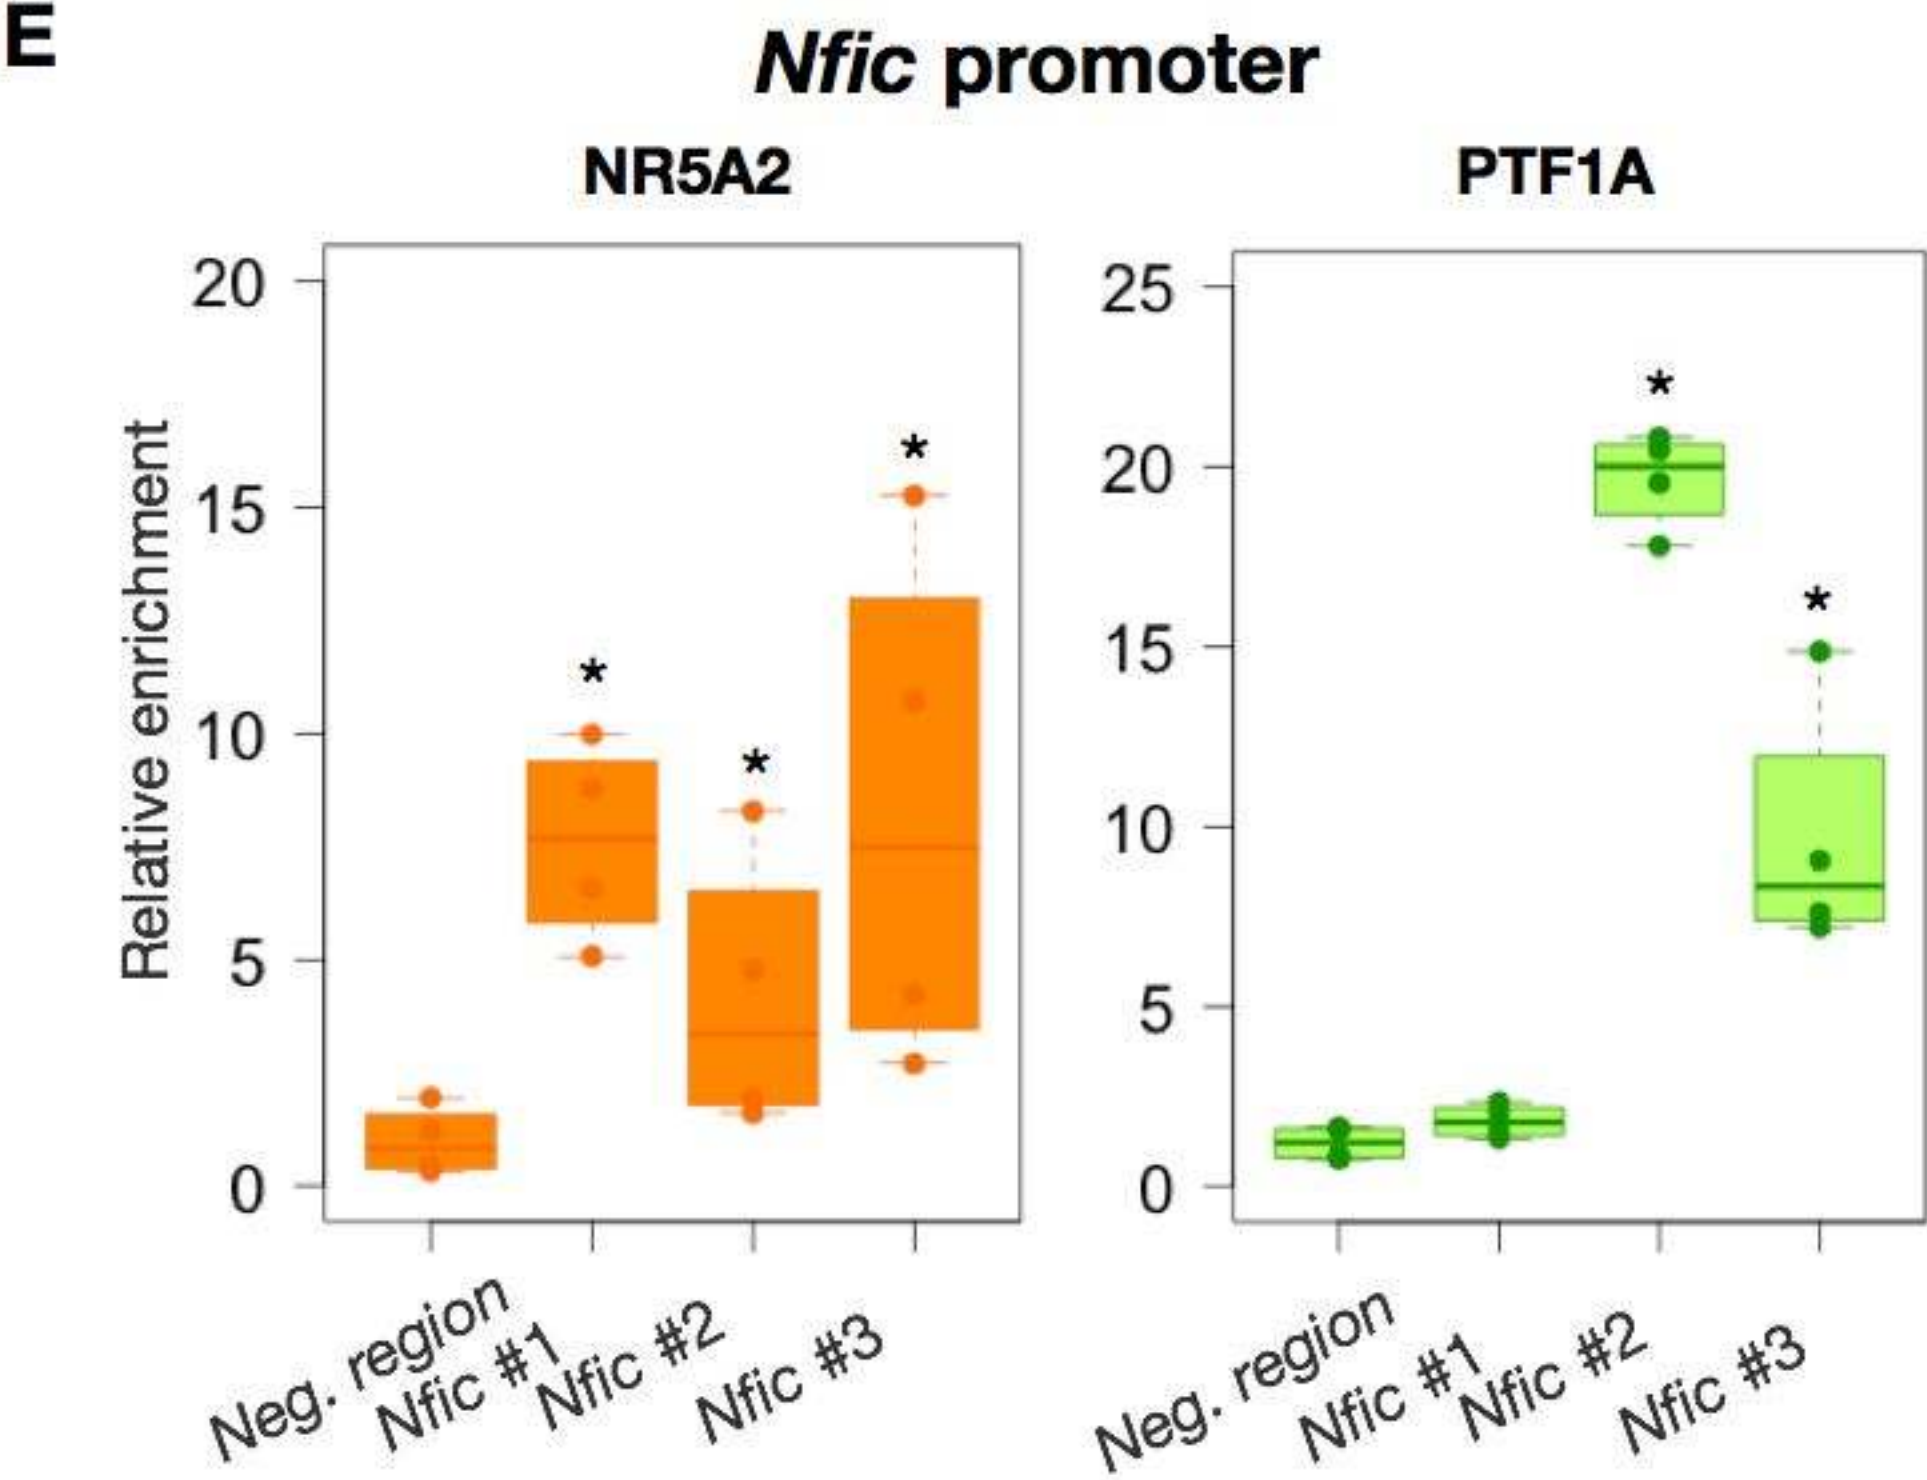 E
Nfic promoter
NR5A2
PTF1A
Relative enrichment
20
15
10
5
0
*
*
*
Neg. region
Nfic #1
Nfic #2
Nfic #3
25
20
15
10
5
0
*
*
Neg. region
Nfic #1
Nfic #2
Nfic #3